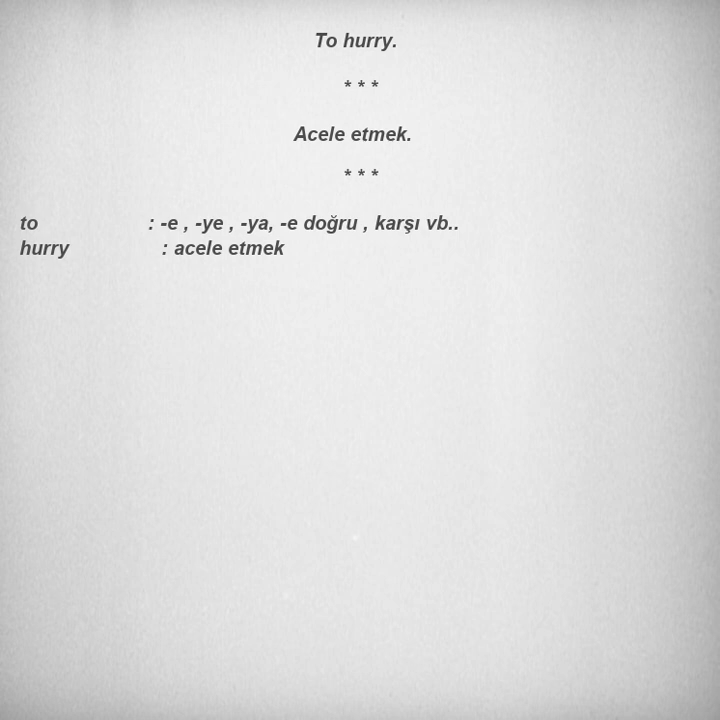 To hurry.
* * *
Acele etmek.
* * *
to : -e , -ye , -ya, -e doğru , karşı vb..
hurry : acele etmek